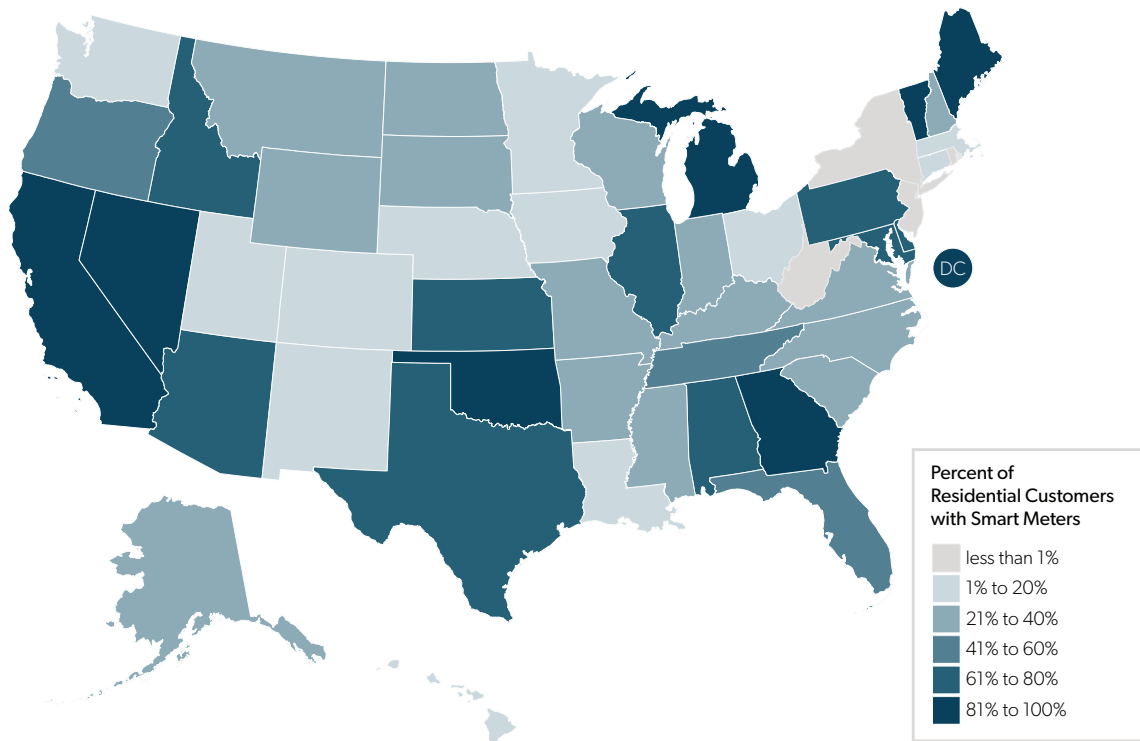 DC
Percent of
Residential Customers
with Smart Meters
less than 1%
1% to 20%
21% to 40%
41% to 60%
61% to 80%
81% to 100%